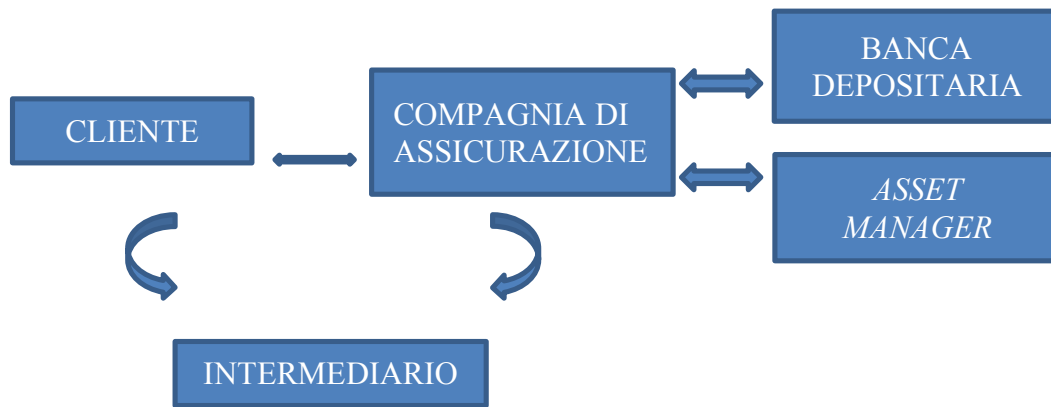 CLIENTE
COMPAGNIA DI
ASSICURAZIONE
BANCA
DEPOSITARIA
ASSET
MANAGER
INTERMEDIARIO